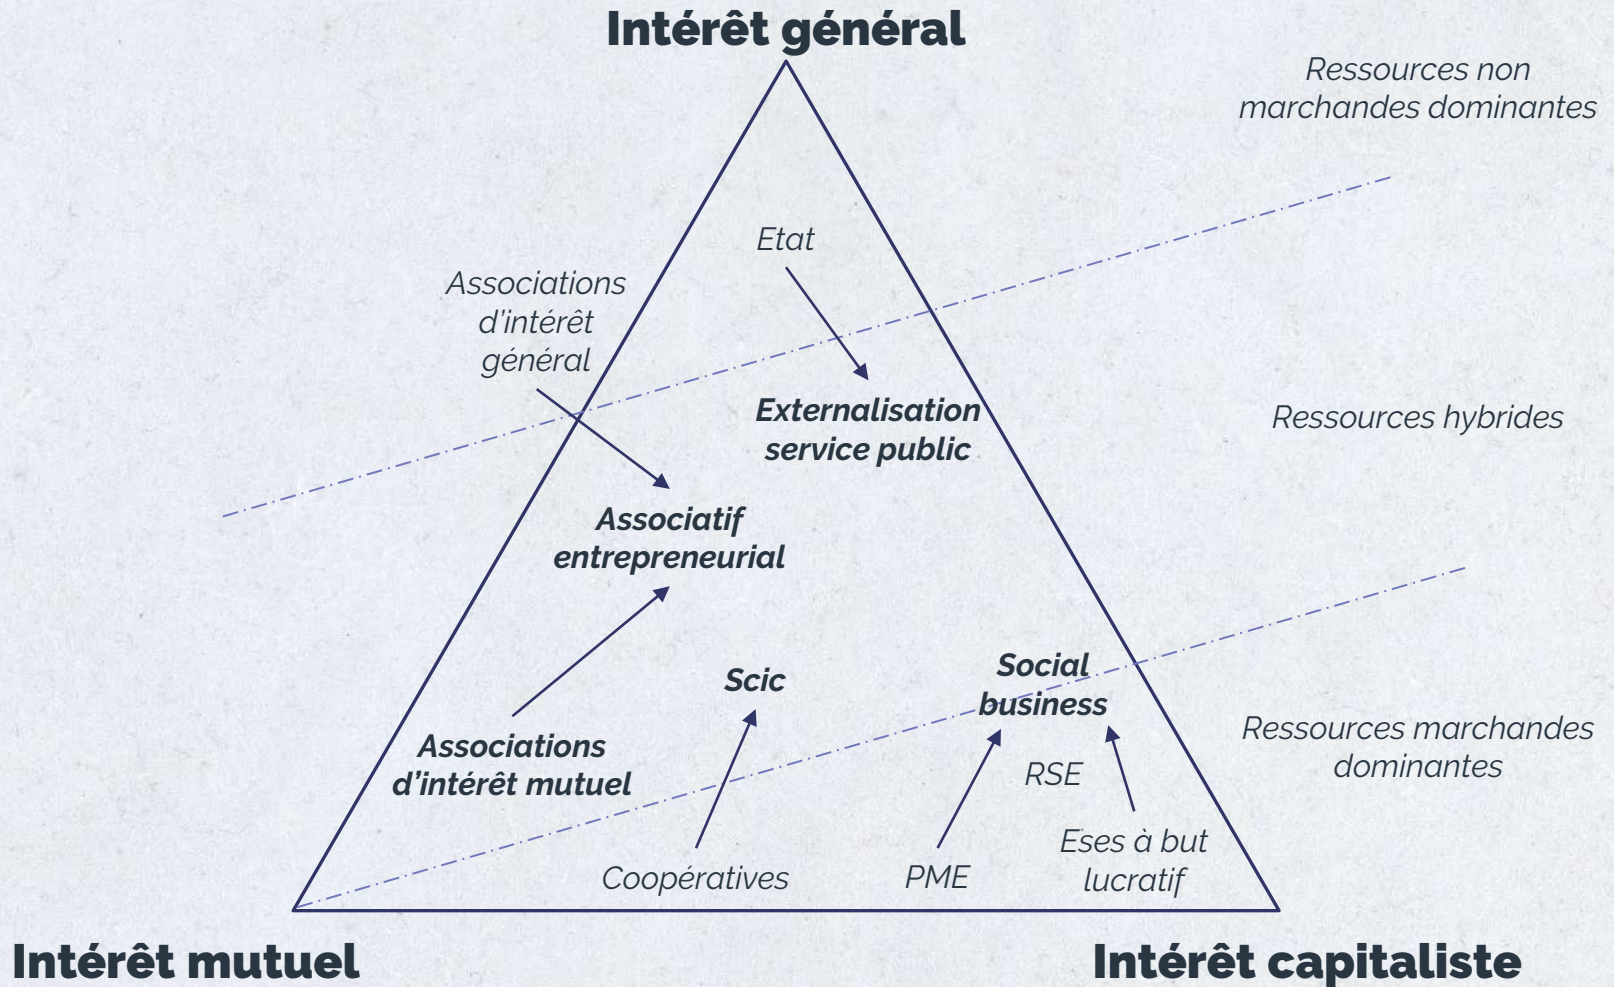 Intérêt général
Ressources non
marchandes dominantes
Etat
Associations
d'intérêt
général
Externalisation
service public
Ressources hybrides
Associatif
entrepreneurial
Scic
Social
business
Associations
d'intérêt mutuel
Ressources marchandes
dominantes
RSE
Coopératives
PME
Eses à but
lucratif
Intérêt mutuel
Intérêt capitaliste